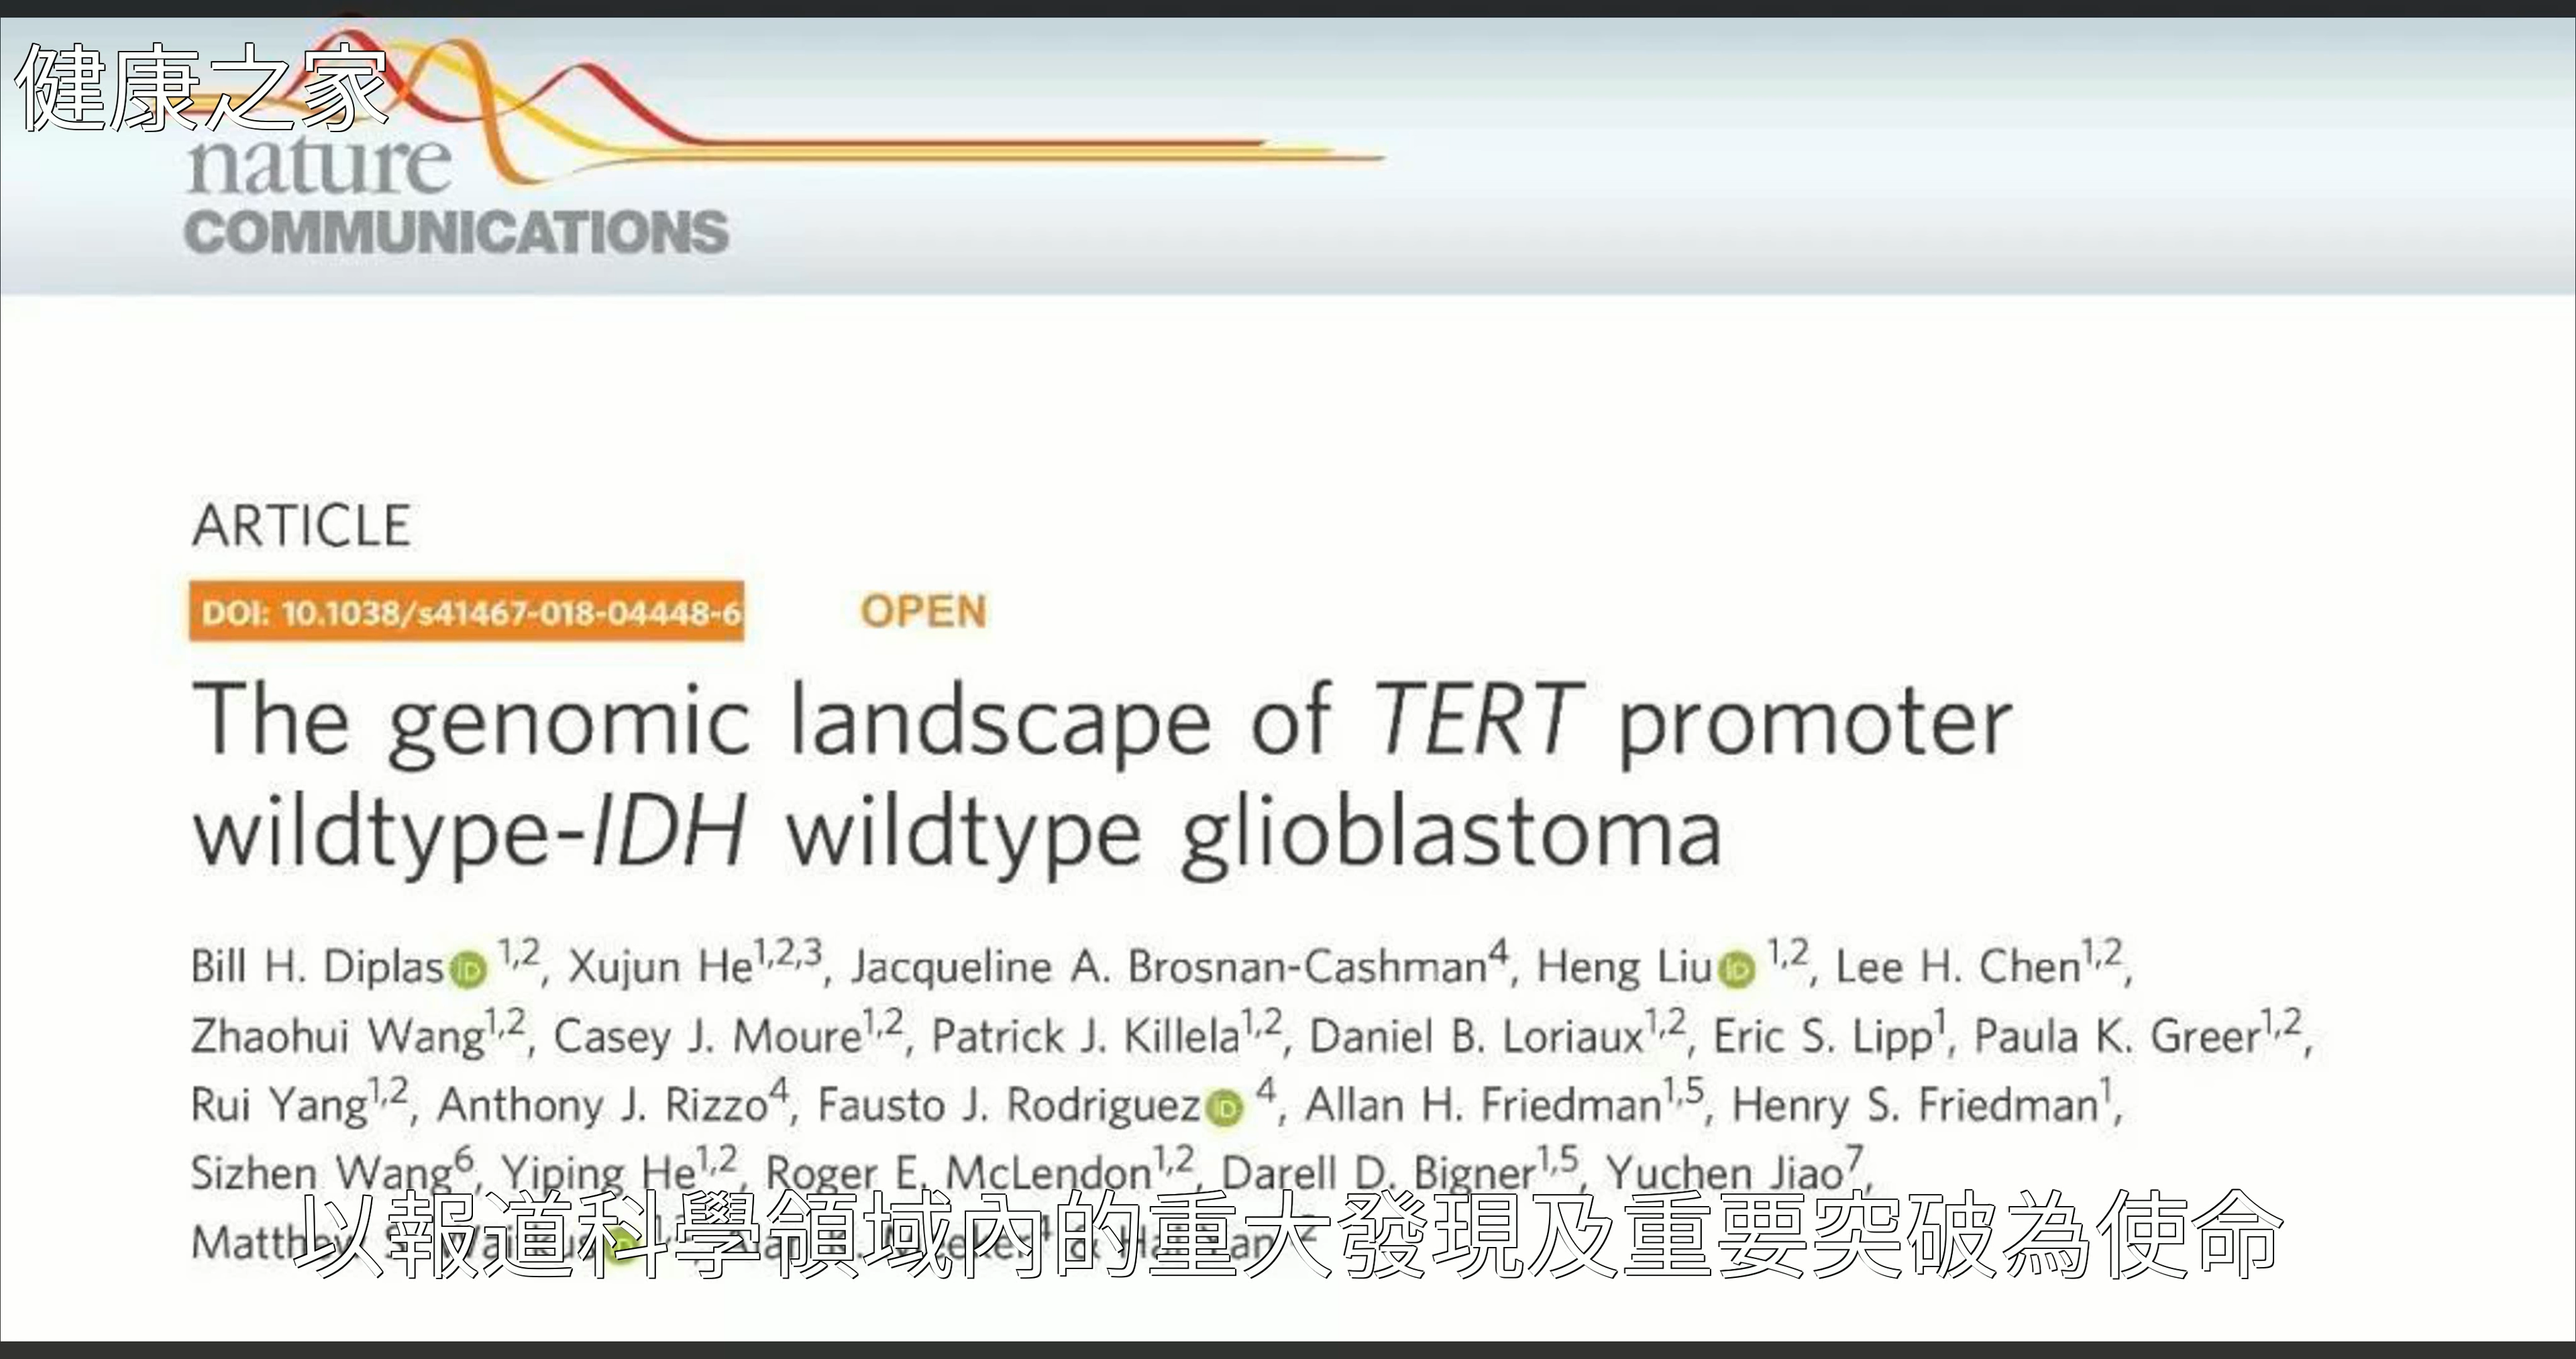 健康之家
nature
COMMUNICATIONS
ARTICLE
DOI: 10.1038/s41467-018-04448-6
OPEN
The genomic landscape of TERT promoter
wildtype-IDH wildtype glioblastoma
Bill H. Diplas iD 1,2, Xujun He1,2,3, Jacqueline A. Brosnan-Cashman4, Heng Liu iD 1,2, Lee H. Chen1,2,
Zhaohui Wang1,2, Casey J. Moure1,2, Patrick J. Killela1,2, Daniel B. Loriaux1,2, Eric S. Lipp1, Paula K. Greer1,2,
Rui Yang1,2, Anthony J. Rizzo4, Fausto J. Rodriguez iD 4, Allan H. Friedman1,5, Henry S. Friedman1,
Sizhen Wang6, Yiping He1,2, Roger E. McLendon1,2, Darell D. Bigner1,5, Yuchen Jiao7,
以報道科學領域內的重大發現及重要突破為使命